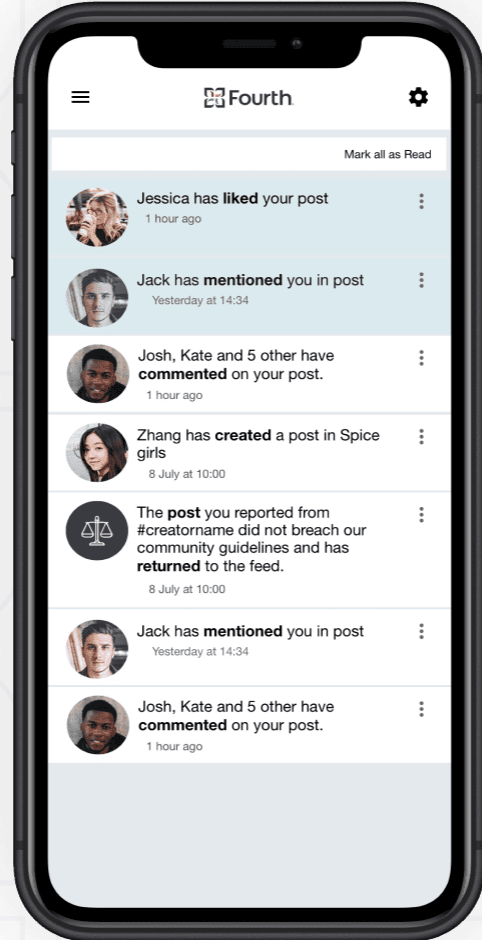 Fourth
Mark all as Read
Jessica has liked your post
1 hour ago
Jack has mentioned you in post
Yesterday at 14:34
Josh, Kate and 5 other have
commented on your post.
1 hour ago
Zhang has created a post in Spice
girls
8 July at 10:00
The post you reported from
#creatorname did not breach our
community guidelines and has
returned to the feed.
8 July at 10:00
Jack has mentioned you in post
Yesterday at 14:34
Josh, Kate and 5 other have
commented on your post.
1 hour ago